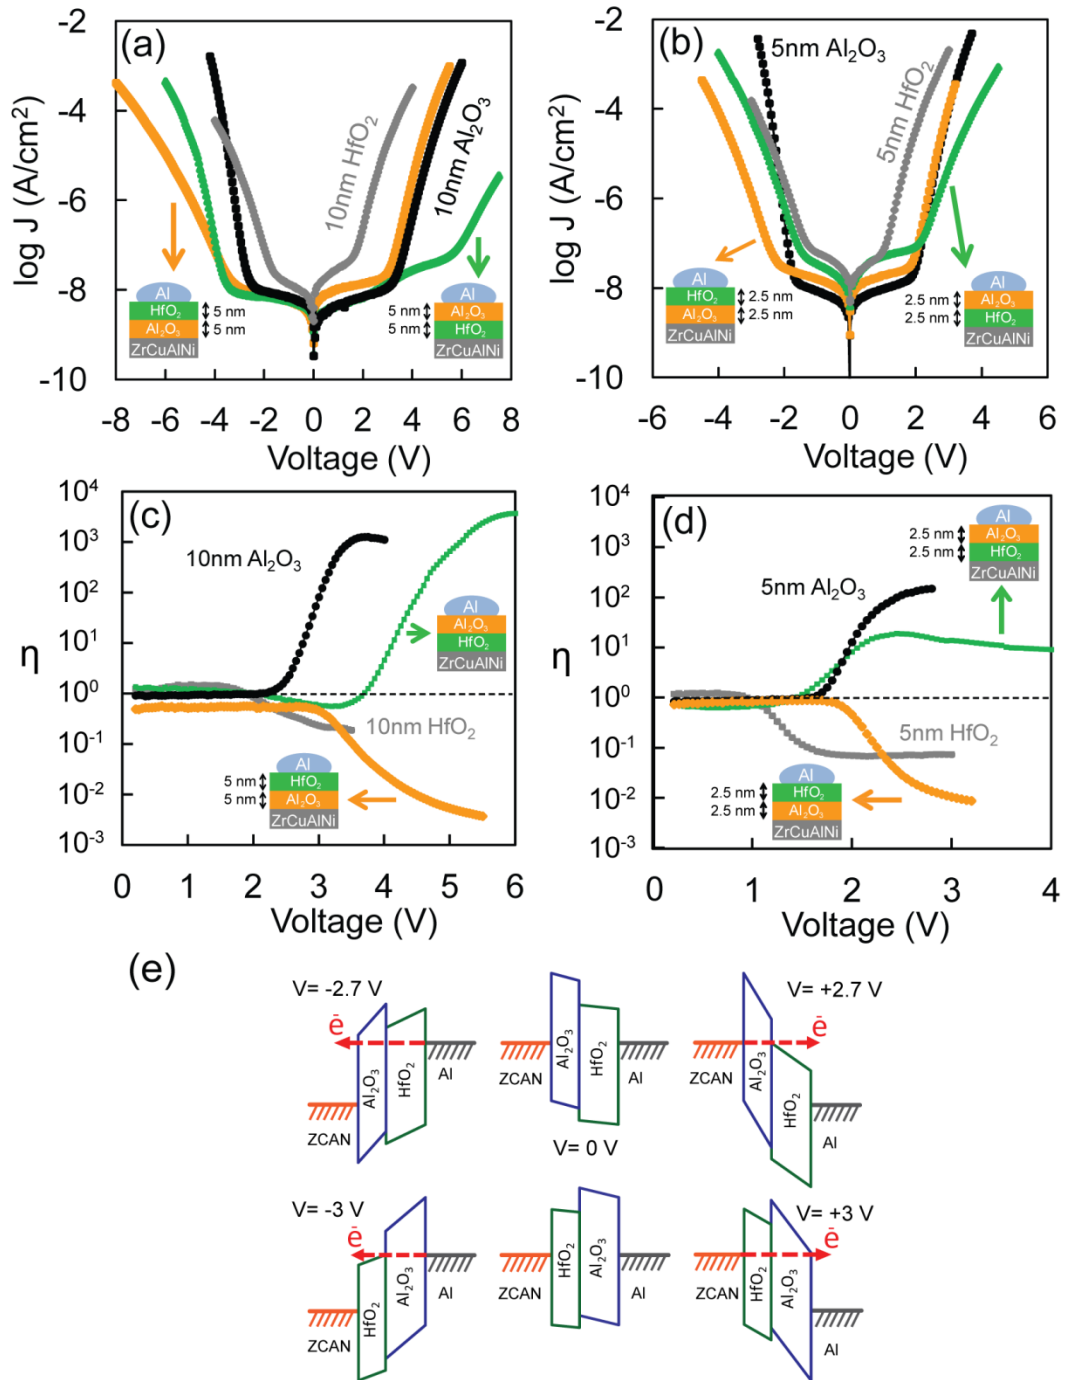 (a)
log J (A/cm²)
-2
-4
-6
-8
-10
10nm HfO₂
10nm Al₂O₃
Al
HfO₂
Al₂O₃
ZrCuAlNi
5 nm
5 nm
Al
Al₂O₃
HfO₂
ZrCuAlNi
5 nm
5 nm
-8 -6 -4 -2 0 2 4 6 8
Voltage (V)
(b)
log J (A/cm²)
-2
-4
-6
-8
-10
5nm Al₂O₃
5nm HfO₂
Al
HfO₂
Al₂O₃
ZrCuAlNi
2.5 nm
2.5 nm
Al
Al₂O₃
HfO₂
ZrCuAlNi
2.5 nm
2.5 nm
-6 -4 -2 0 2 4 6
Voltage (V)
(c)
η
10⁴
10³
10²
10¹
10⁰
10⁻¹
10⁻²
10⁻³
10nm Al₂O₃
Al
Al₂O₃
HfO₂
ZrCuAlNi
10nm HfO₂
Al
5 nm
HfO₂
5 nm
Al₂O₃
ZrCuAlNi
0 1 2 3 4 5 6
Voltage (V)
(d)
η
10⁴
10³
10²
10¹
10⁰
10⁻¹
10⁻²
10⁻³
Al
2.5 nm
Al₂O₃
2.5 nm
HfO₂
ZrCuAlNi
5nm Al₂O₃
5nm HfO₂
Al
2.5 nm
HfO₂
2.5 nm
Al₂O₃
ZrCuAlNi
0 1 2 3 4
Voltage (V)
(e)
V= -2.7 V
ē
Al₂O₃
HfO₂
Al
ZCAN
Al₂O₃
HfO₂
ZCAN
Al
V= 0 V
V= +2.7 V
ē
ZCAN
Al₂O₃
HfO₂
Al
V= -3 V
ē
HfO₂
Al₂O₃
Al
ZCAN
ZCAN
HfO₂
Al₂O₃
Al
V= +3 V
ē
ZCAN
HfO₂
Al₂O₃
Al